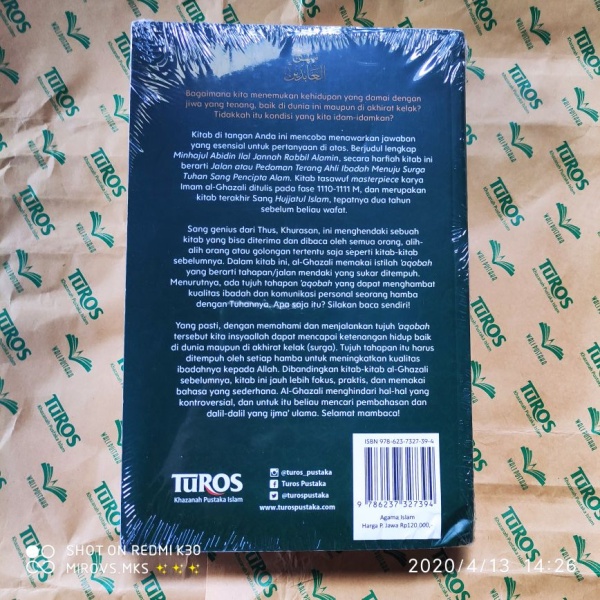 العابدين
Bagaimana kita menemukan kehidupan yang damai dengan
jiwa yang tenang, baik di dunia ini maupun di akhirat kelak?
Tidakkah itu kondisi yang kita idam-idamkan?
Kitab di tangan Anda ini mencoba menawarkan jawaban
yang esensial untuk pertanyaan di atas. Berjudul lengkap
Minhajul Abidin Ilal Jannah Rabbil Alamin, secara harfiah kitab ini
berarti Jalan atau Pedoman Terang Ahli Ibadah Menuju Surga
Tuhan Sang Pencipta Alam. Kitab tasawuf masterpiece karya
Imam al-Ghazali ditulis pada fase 1110-1111 M, dan merupakan
kitab terakhir Sang Hujjatul Islam, tepatnya dua tahun
sebelum beliau wafat.
Sang genius dari Thus, Khurasan, ini menghendaki sebuah
kitab yang bisa diterima dan dibaca oleh semua orang, alih-
alih orang atau golongan tertentu saja seperti kitab-kitab
sebelumnya. Dalam kitab ini, al-Ghazali memakai istilah 'aqobah
yang berarti tahapan/jalan mendaki yang sukar ditempuh.
Menurutnya, ada tujuh tahapan 'aqobah yang dapat menghambat
kualitas ibadah dan komunikasi personal seorang hamba
dengan Tuhannya. Apa saja itu? Silakan baca sendiri!
Yang pasti, dengan memahami dan menjalankan tujuh 'aqobah
tersebut kita insyaallah dapat mencapai ketenangan hidup baik
di dunia maupun di akhirat kelak (surga). Tujuh tahapan itu harus
ditempuh oleh setiap hamba untuk meningkatkan kualitas
ibadahnya kepada Allah. Dibandingkan kitab-kitab al-Ghazali
sebelumnya, kitab ini jauh lebih fokus, praktis, dan memakai
bahasa yang sederhana. Al-Ghazali menghindari hal-hal yang
kontroversial, dan untuk itu beliau mencari pembahasan dan
dalil-dalil yang ijma' ulama. Selamat mambaca!
TUROS
Khazanah Pustaka Islam
@turos_pustaka
Turos Pustaka
@turospustaka
www.turospustaka.com
ISBN 978-623-7327-39-4
9 786237 327394
Agama Islam
Harga P. Jawa Rp120.000,
SHOT ON REDMI K30
MIROVS.MKS
2020/4/13 14:26
TUROS
Khazanah Pustaka Islam
WALI PUSTAKA